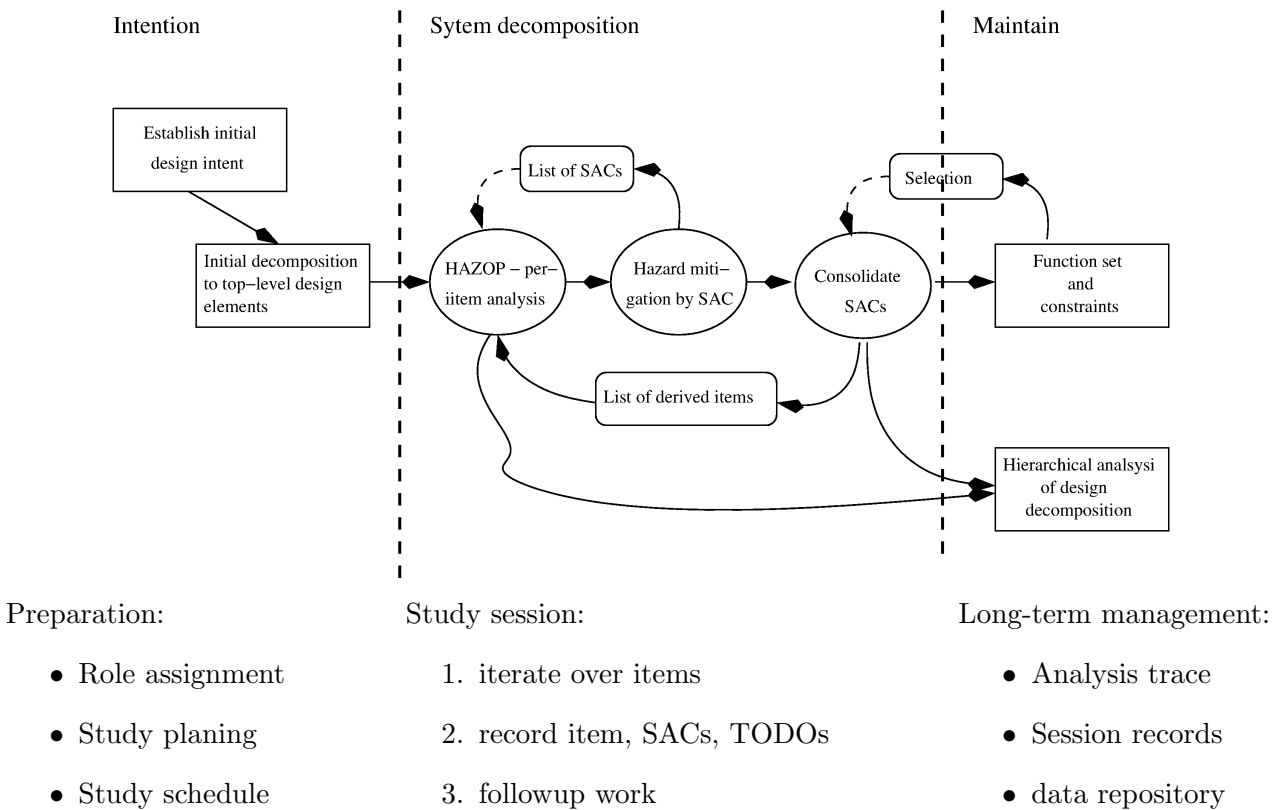 Intention
Sytem decomposition
Maintain
Establish initial
design intent
Initial decomposition
to top–level design
elements
List of SACs
HAZOP – per–
iitem analysis
Hazard miti–
gation by SAC
Consolidate
SACs
Selection
Function set
and
constraints
List of derived items
Hierarchical analsysi
of design
decomposition
Preparation:
• Role assignment
• Study planing
• Study schedule
Study session:
1. iterate over items
2. record item, SACs, TODOs
3. followup work
Long-term management:
• Analysis trace
• Session records
• data repository